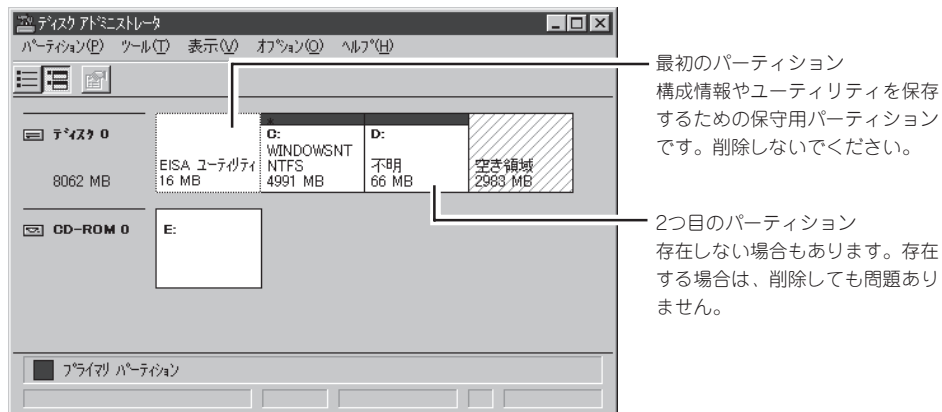 ディスク アドミニストレータ
パーティション(P) ツール(T) 表示(V) オプション(O) ヘルプ(H)
ディスク 0
8062 MB
EISA ユーティリティ
16 MB
*
C:
WINDOWSNT
NTFS
4991 MB
D:
不明
66 MB
空き領域
2983 MB
CD-ROM 0
E:
プライマリ パーティション
最初のパーティション
構成情報やユーティリティを保存
するための保守用パーティション
です。削除しないでください。
2つ目のパーティション
存在しない場合もあります。存在
する場合は、削除しても問題あり
ません。